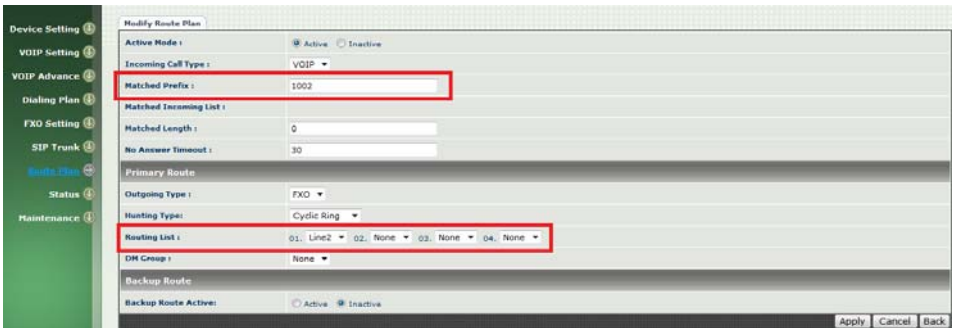 Modify Route Plan
Device Setting
VOIP Setting
VOIP Advance
Dialing Plan
FXO Setting
SIP Trunk
Route Plan
Status
Maintenance
Active Mode : Active Inactive
Incoming Call Type : VOIP
Matched Prefix : 1002
Matched Incoming List :
Matched Length : 0
No Answer Timeout : 30
Primary Route
Outgoing Type : FXO
Hunting Type: Cyclic Ring
Routing List : 01. Line2 02. None 03. None 04. None
DM Group : None
Backup Route
Backup Route Active: Active Inactive
Apply Cancel Back